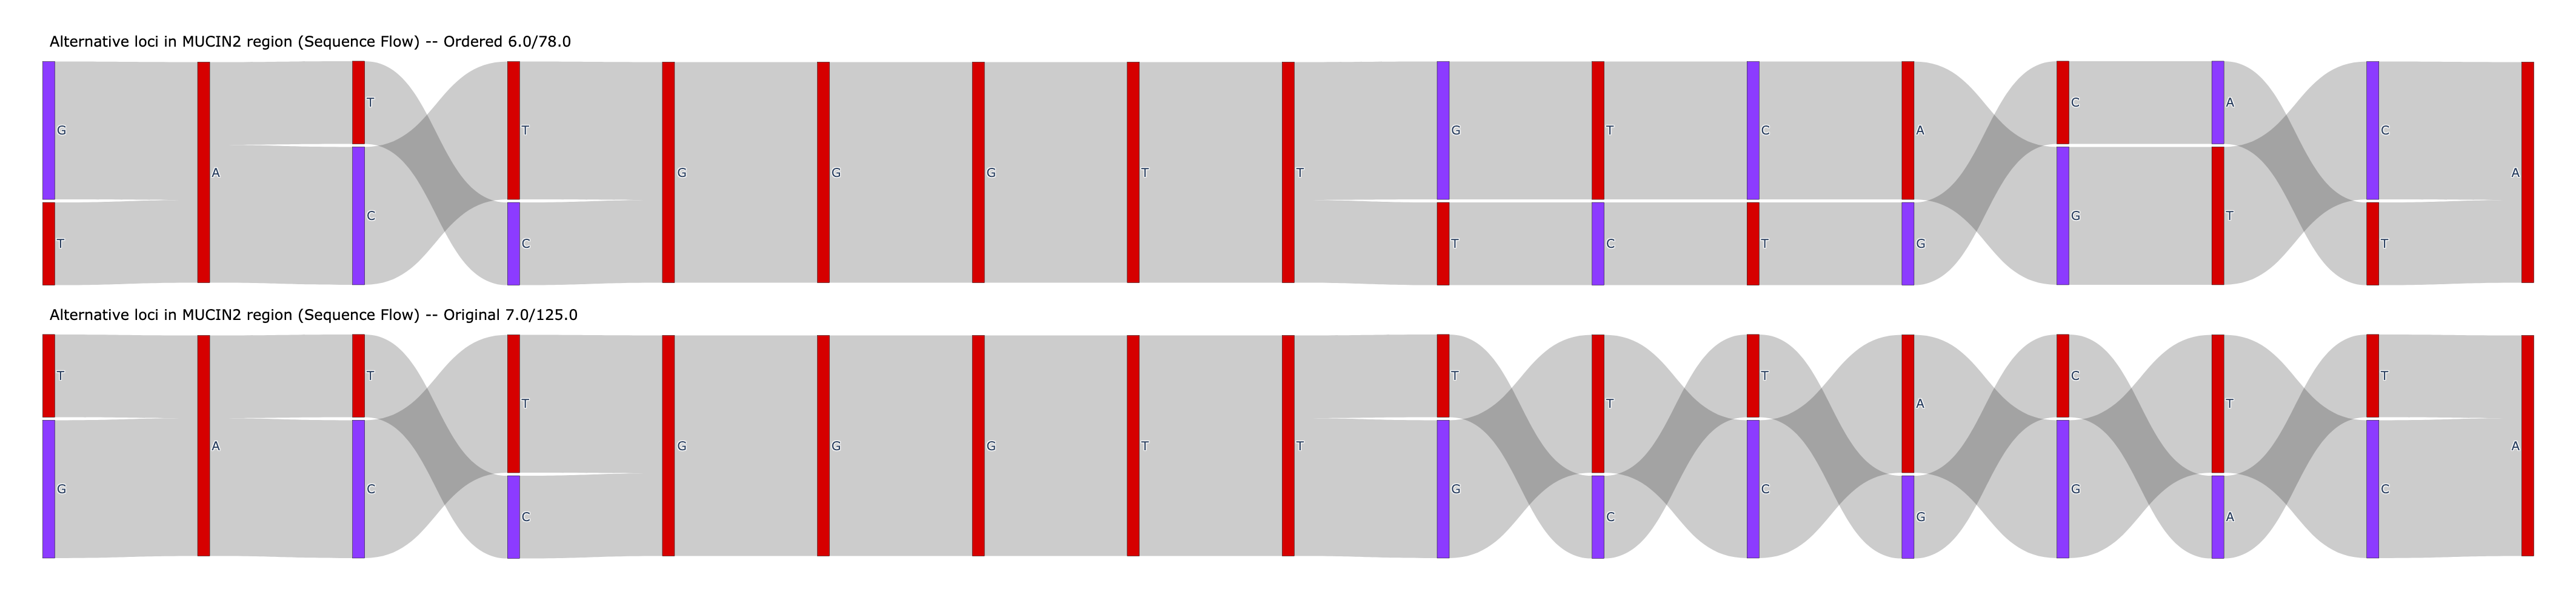 Alternative loci in MUCIN2 region (Sequence Flow) -- Ordered 6.0/78.0
T A C
G T G T C A C
A G G G T T A
C G T
T C T C T G T
Alternative loci in MUCIN2 region (Sequence Flow) -- Original 7.0/125.0
T T T T C T
T T A T
A G G G T T A
G C G C G C
C C G A